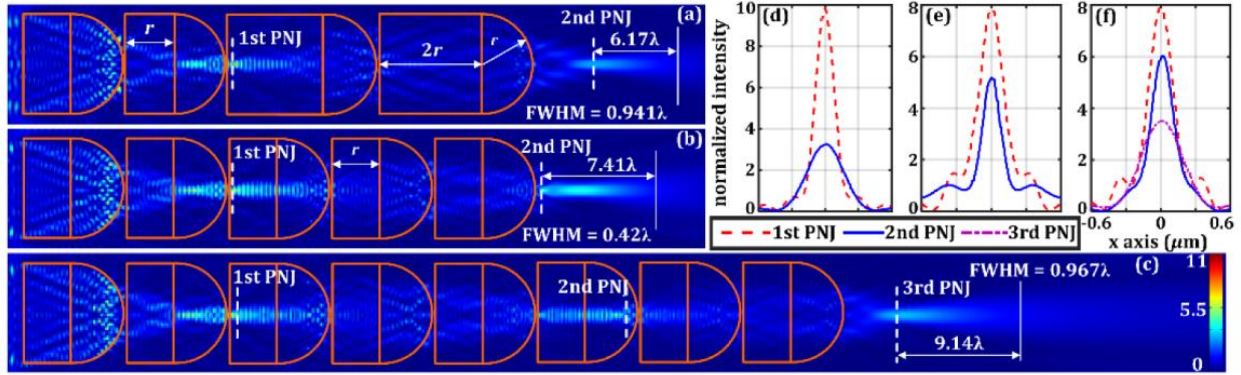 (a)
r
1st PNJ
2r
r
2nd PNJ
6.17λ
FWHM = 0.941λ
(b)
1st PNJ
r
2nd PNJ
7.41λ
FWHM = 0.42λ
(c)
1st PNJ
2nd PNJ
3rd PNJ
FWHM = 0.967λ
9.14λ
11
5.5
0
(d)
normalized intensity
10
8
6
4
2
0
(e)
8
6
4
2
0
(f)
8
6
4
2
0
-0.6 0 0.6
x axis (μm)
1st PNJ 2nd PNJ 3rd PNJ